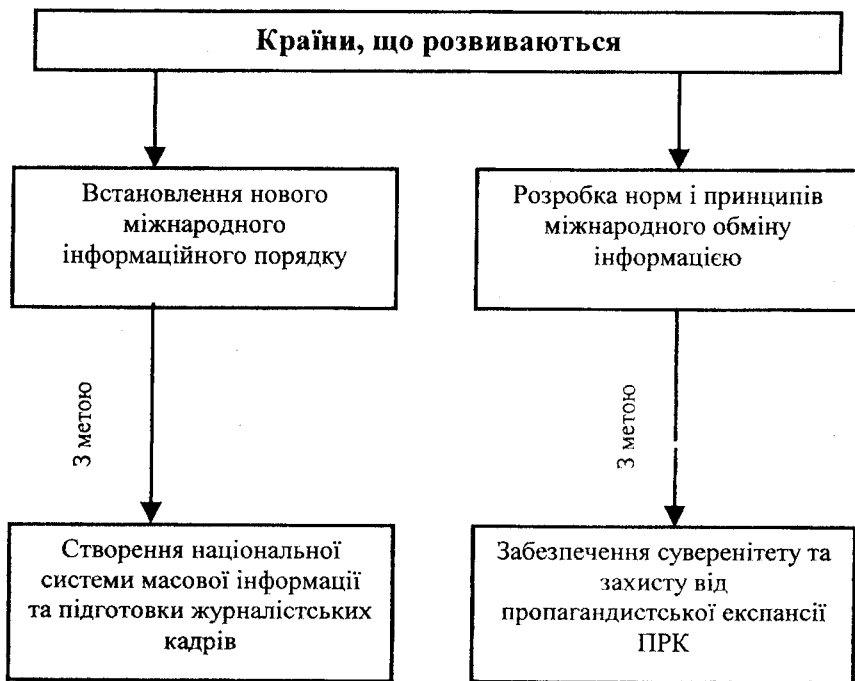 Країни, що розвиваються
Встановлення нового
міжнародного
інформаційного порядку
Розробка норм і принципів
міжнародного обміну
інформацією
З метою
З метою
Створення національної
системи масової інформації
та підготовки журналістських
кадрів
Забезпечення суверенітету та
захисту від
пропагандистської експансії
ПРК